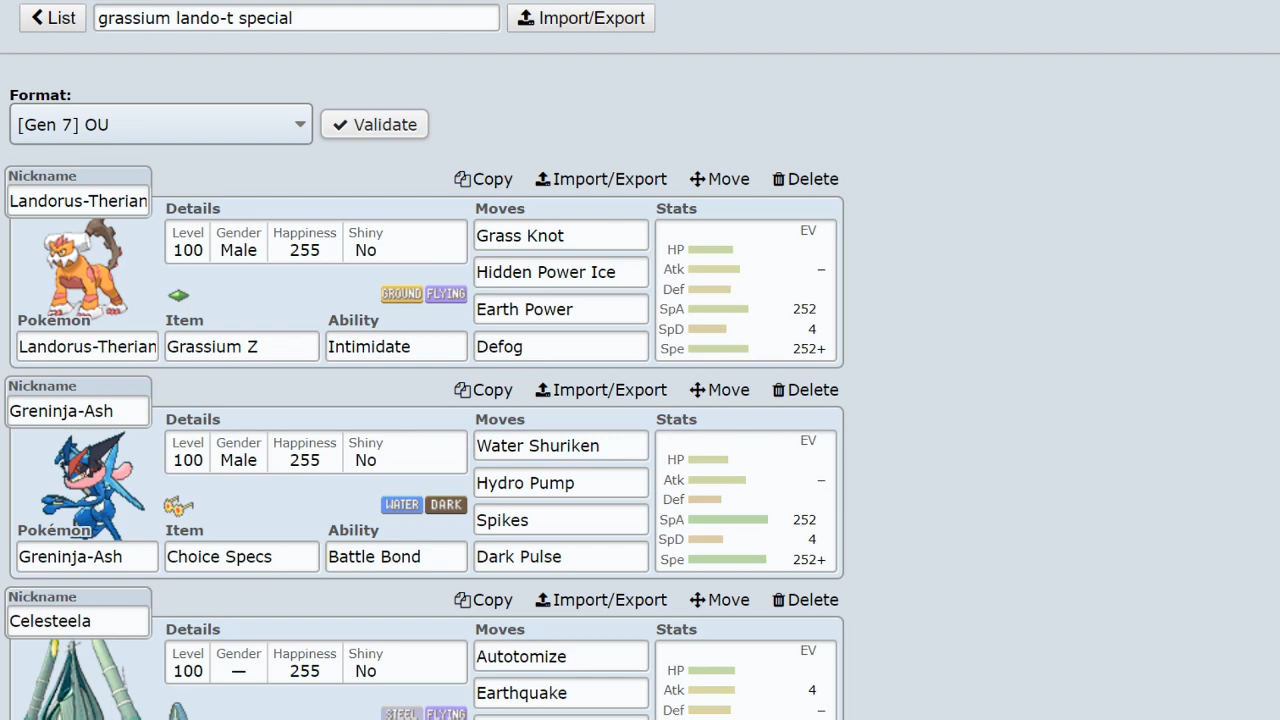 List
grassium lando-t special
Import/Export
Format:
[Gen 7] OU
Validate
Nickname
Landorus-Therian
Copy Import/Export Move Delete
Details Moves Stats
Level Gender Happiness Shiny
100 Male 255 No
Grass Knot
Hidden Power Ice
Earth Power
Defog
EV
HP
Atk –
Def
SpA 252
SpD 4
Spe 252+
GROUND FLYING
Pokémon Item Ability
Landorus-Therian Grassium Z Intimidate
Nickname
Greninja-Ash
Copy Import/Export Move Delete
Details Moves Stats
Level Gender Happiness Shiny
100 Male 255 No
Water Shuriken
Hydro Pump
Spikes
Dark Pulse
EV
HP
Atk –
Def
SpA 252
SpD 4
Spe 252+
WATER DARK
Pokémon Item Ability
Greninja-Ash Choice Specs Battle Bond
Nickname
Celesteela
Copy Import/Export Move Delete
Details Moves Stats
Level Gender Happiness Shiny
100 — 255 No
Autotomize
Earthquake
EV
HP
Atk 4
Def –
STEEL FLYING